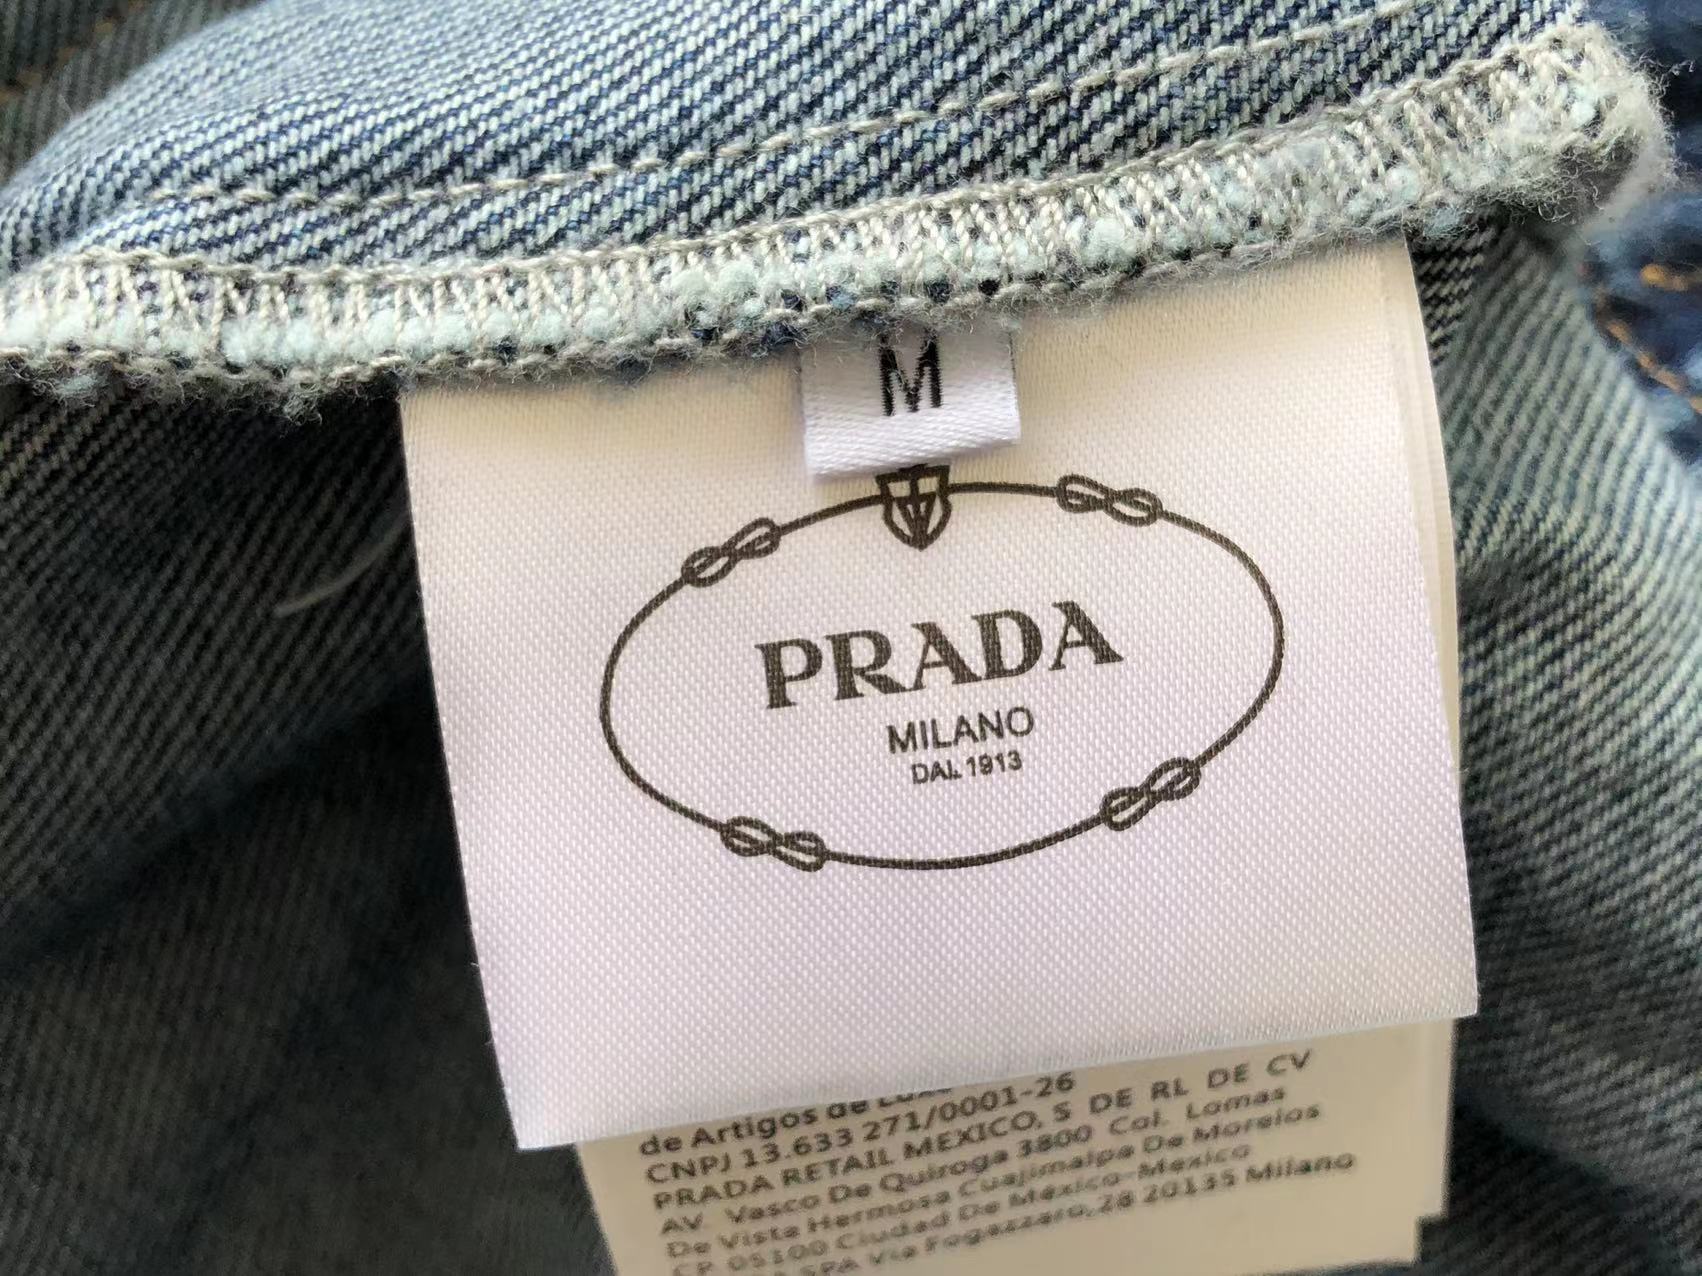 M
PRADA
MILANO
DAL 1913
de Artigos de Luxo
CNPJ 13.633 271/0001-26
PRADA RETAIL MEXICO, S DE RL DE CV
AV. Vasco De Quiroga 3800 Col. Lomas
De Vista Hermosa Cuajimalpa De Morelos
CP 05100 Ciudad De México-Mexico
SPA Via Fogazzaro,28 20135 Milano